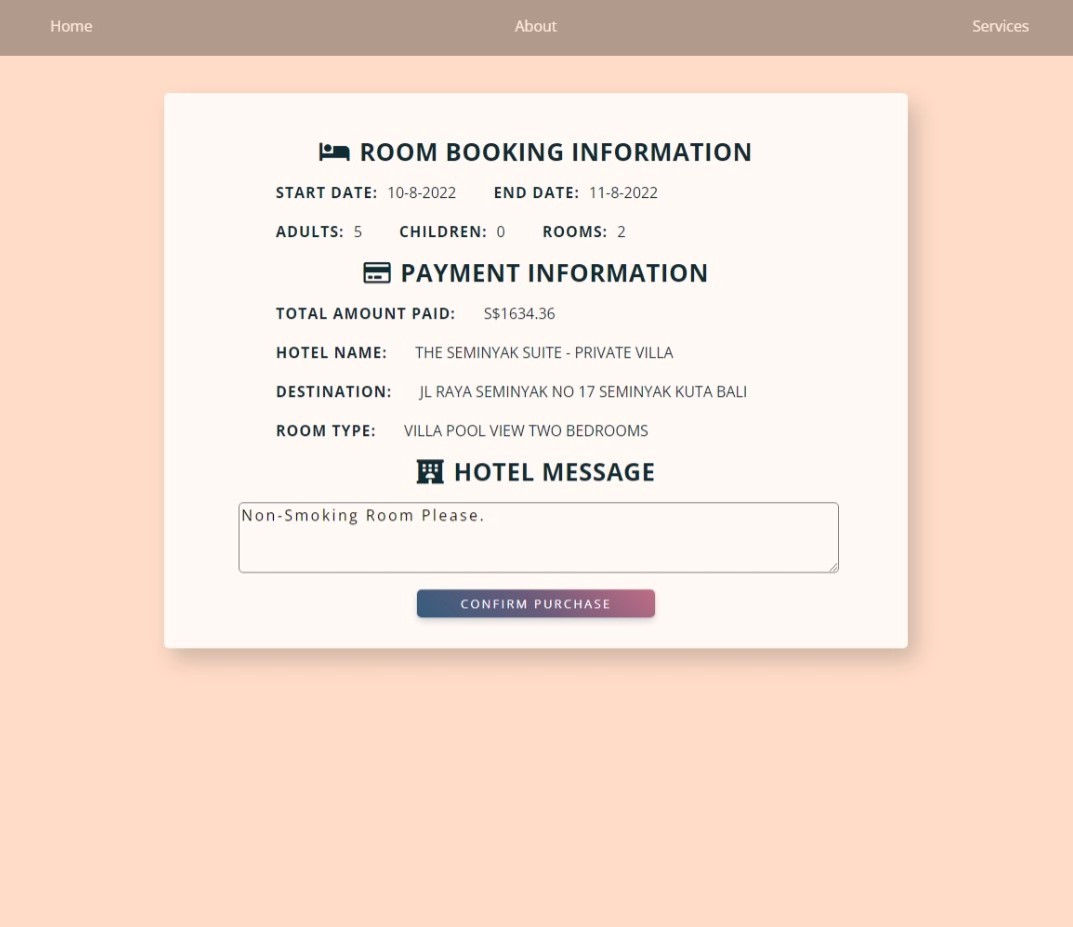 Home About Services
ROOM BOOKING INFORMATION
START DATE: 10-8-2022 END DATE: 11-8-2022
ADULTS: 5 CHILDREN: 0 ROOMS: 2
PAYMENT INFORMATION
TOTAL AMOUNT PAID: S$1634.36
HOTEL NAME: THE SEMINYAK SUITE - PRIVATE VILLA
DESTINATION: JL RAYA SEMINYAK NO 17 SEMINYAK KUTA BALI
ROOM TYPE: VILLA POOL VIEW TWO BEDROOMS
HOTEL MESSAGE
Non-Smoking Room Please.
CONFIRM PURCHASE